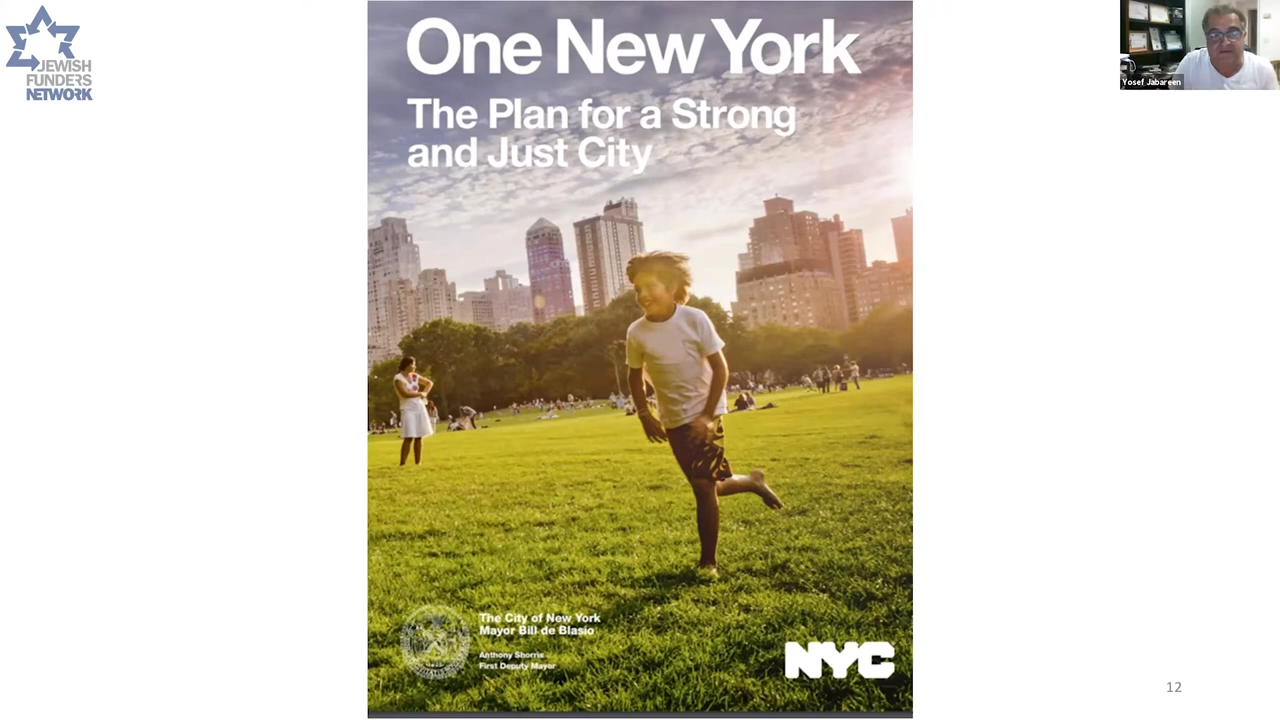 JEWISH
FUNDERS
NETWORK
One New York
The Plan for a Strong
and Just City
The City of New York
Mayor Bill de Blasio
Anthony Shorris
First Deputy Mayor
NYC
Yosef Jabareen
12